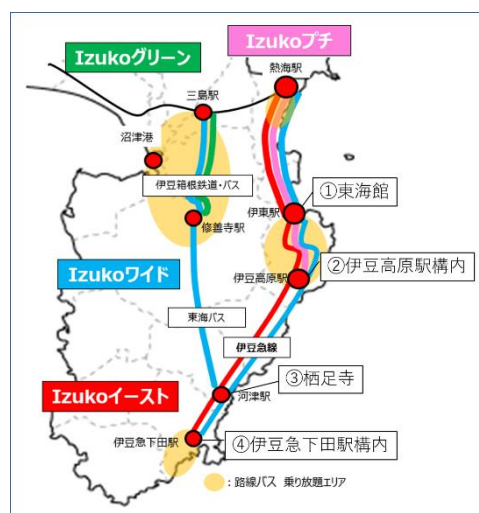 Izukoプチ
Izukoグリーン
熱海駅
三島駅
沼津港
伊豆箱根鉄道・バス
①東海館
伊東駅
修善寺駅
②伊豆高原駅構内
伊豆高原駅
Izukoワイド
東海バス
伊豆急線
③栖足寺
Izukoイースト
河津駅
伊豆急下田駅
④伊豆急下田駅構内
：路線バス 乗り放題エリア